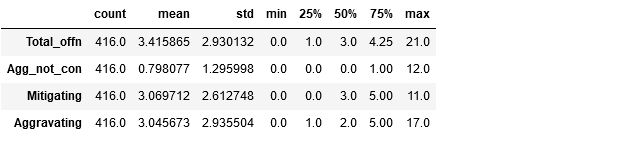 count mean std min 25% 50% 75% max
Total_offn 416.0 3.415865 2.930132 0.0 1.0 3.0 4.25 21.0
Agg_not_con 416.0 0.798077 1.295998 0.0 0.0 0.0 1.00 12.0
Mitigating 416.0 3.069712 2.612748 0.0 0.0 3.0 5.00 11.0
Aggravating 416.0 3.045673 2.935504 0.0 1.0 2.0 5.00 17.0